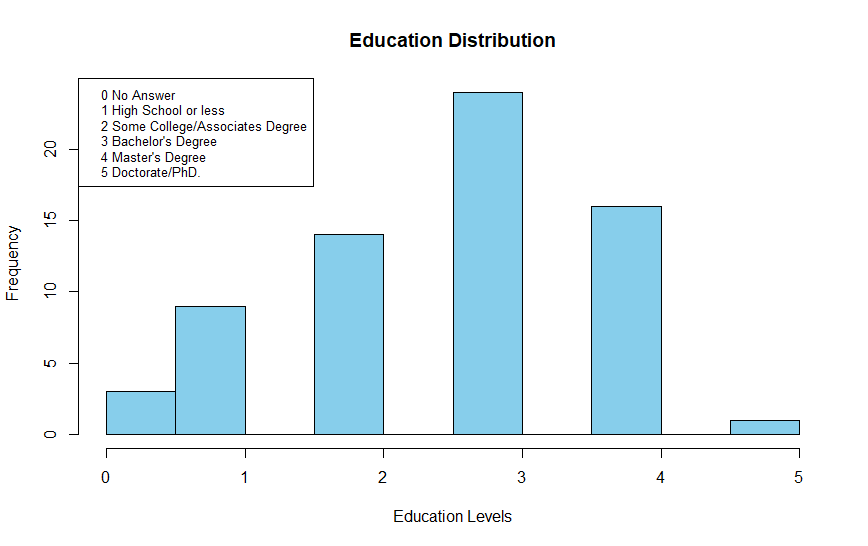 Education Distribution
0 No Answer
1 High School or less
2 Some College/Associates Degree
3 Bachelor's Degree
4 Master's Degree
5 Doctorate/PhD.
Frequency
20
15
10
5
0
0 1 2 3 4 5
Education Levels